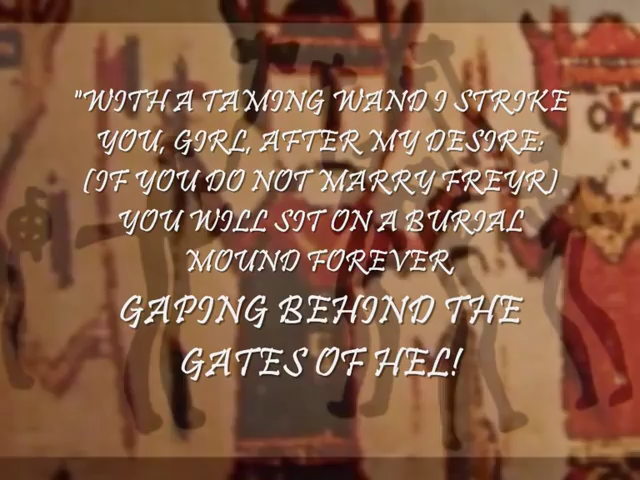 "WITH A TAMING WAND I STRIKE
YOU, GIRL, AFTER MY DESIRE:
(IF YOU DO NOT MARRY FREYR)
YOU WILL SIT ON A BURIAL
MOUND FOREVER
GAPING BEHIND THE
GATES OF HEL!